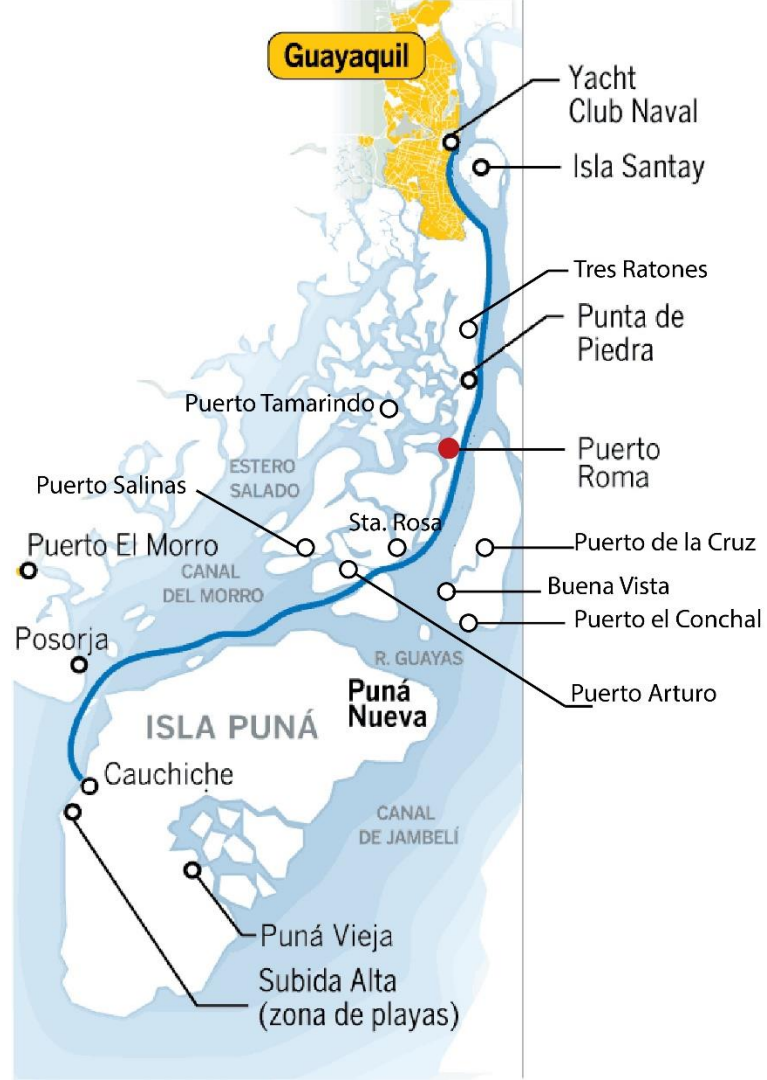 Guayaquil
Yacht
Club Naval
Isla Santay
Tres Ratones
Punta de
Piedra
Puerto Tamarindo
Puerto
Roma
ESTERO
SALADO
Puerto Salinas
Sta. Rosa
Puerto El Morro
Puerto de la Cruz
CANAL
DEL MORRO
Buena Vista
Puerto el Conchal
Posorja
R. GUAYAS
Puná
Nueva
Puerto Arturo
ISLA PUNÁ
Cauchiche
CANAL
DE JAMBELÍ
Puná Vieja
Subida Alta
(zona de playas)